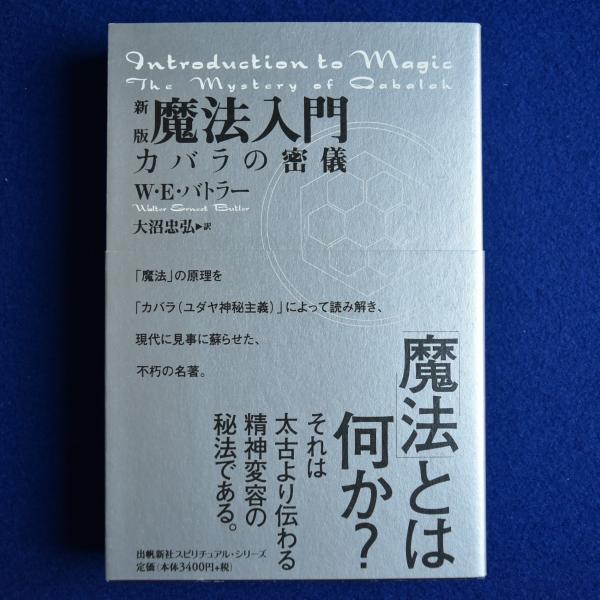 Introduction to Magic
The Mystery of Qabalah
新版 魔法入門
カバラの密儀
W・E・バトラー
Walter Ernest Butler
大沼忠弘▶訳
「魔法」の原理を
「カバラ(ユダヤ神秘主義)」によって読み解き、
現代に見事に蘇らせた、
不朽の名著。
「魔法」とは
何か?
それは
太古より伝わる
精神変容の
秘法である。
出帆新社スピリチュアル・シリーズ
定価(本体3400円+税)